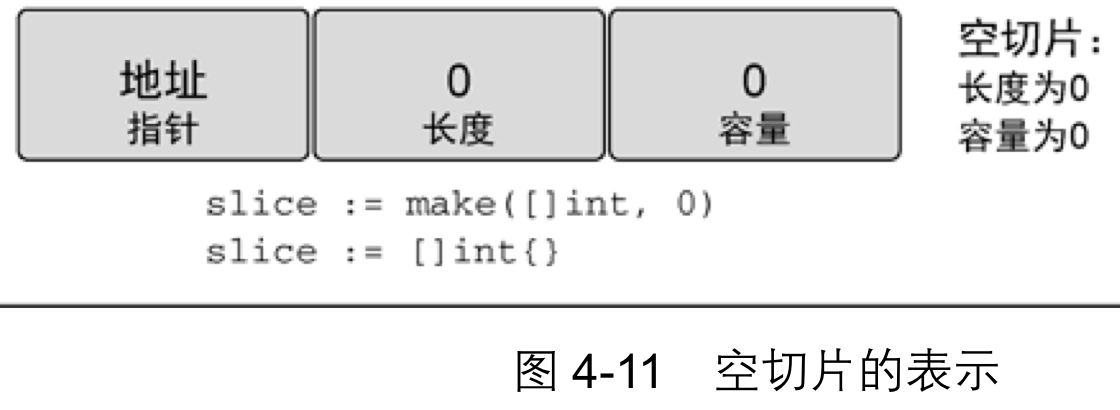 地址
指针
0
长度
0
容量
空切片：
长度为0
容量为0
slice := make([]int, 0)
slice := []int{}
图 4-11　空切片的表示